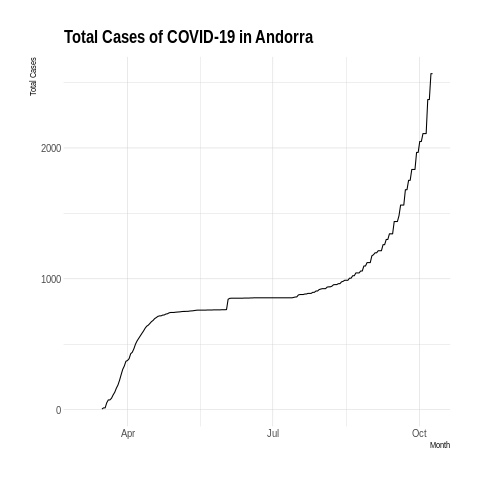 Total Cases of COVID-19 in Andorra
Total Cases
2000
1000
0
Apr
Jul
Oct
Month